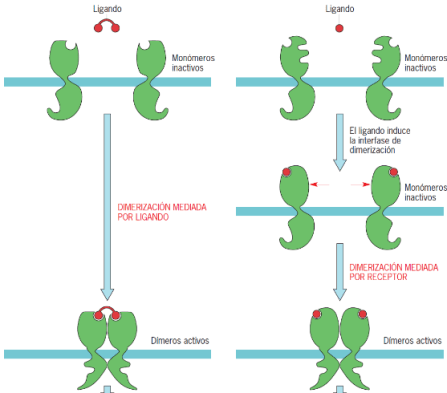 Ligando
Monómeros
inactivos
DIMERIZACIÓN MEDIADA
POR LIGANDO
Dímeros activos
Ligando
Monómeros
inactivos
El ligando induce
la interfase de
dimerización
Monómeros
inactivos
DIMERIZACIÓN MEDIADA
POR RECEPTOR
Dímeros activos